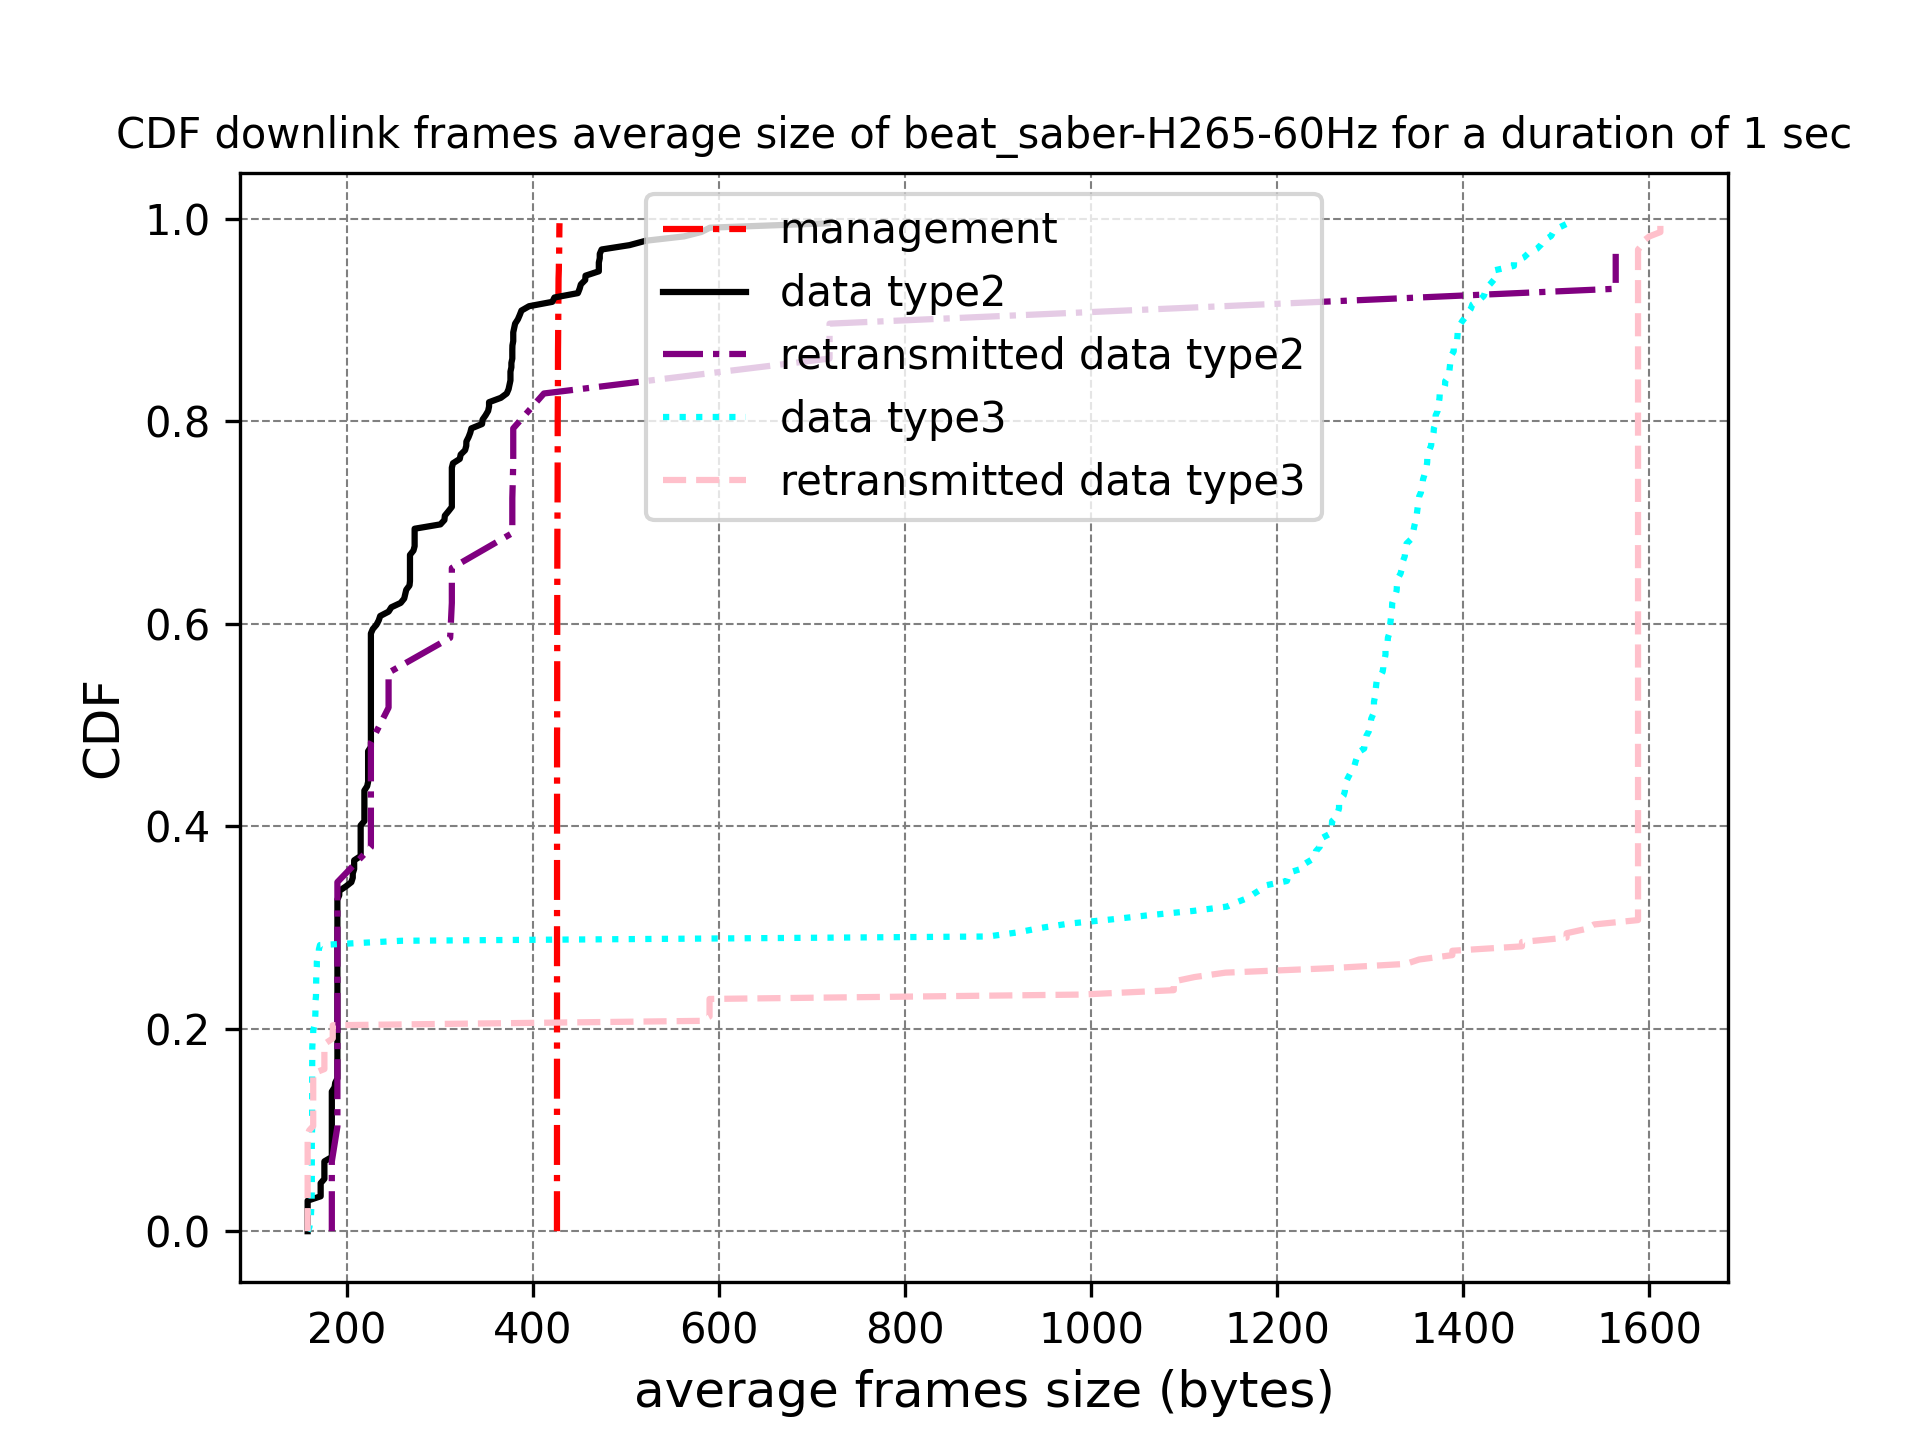 CDF downlink frames average size of beat_saber-H265-60Hz for a duration of 1 sec
management
data type2
retransmitted data type2
data type3
retransmitted data type3
CDF
1.0
0.8
0.6
0.4
0.2
0.0
200 400 600 800 1000 1200 1400 1600
average frames size (bytes)